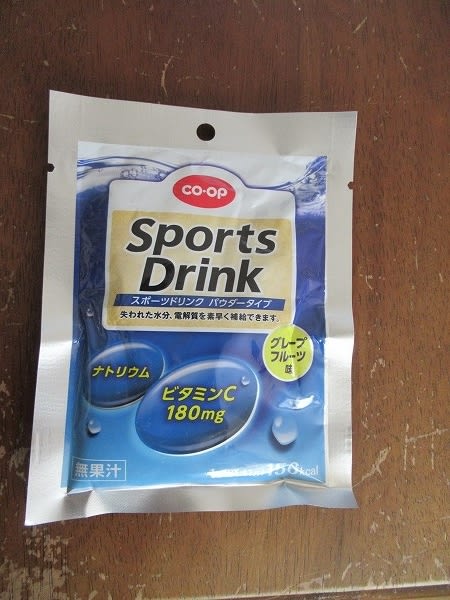 CO·OP
Sports
Drink
スポーツドリンク パウダータイプ
失われた水分、電解質を素早く補給できます。
グレープ
フルーツ
味
ナトリウム
ビタミンC
180mg
無果汁
156kcal